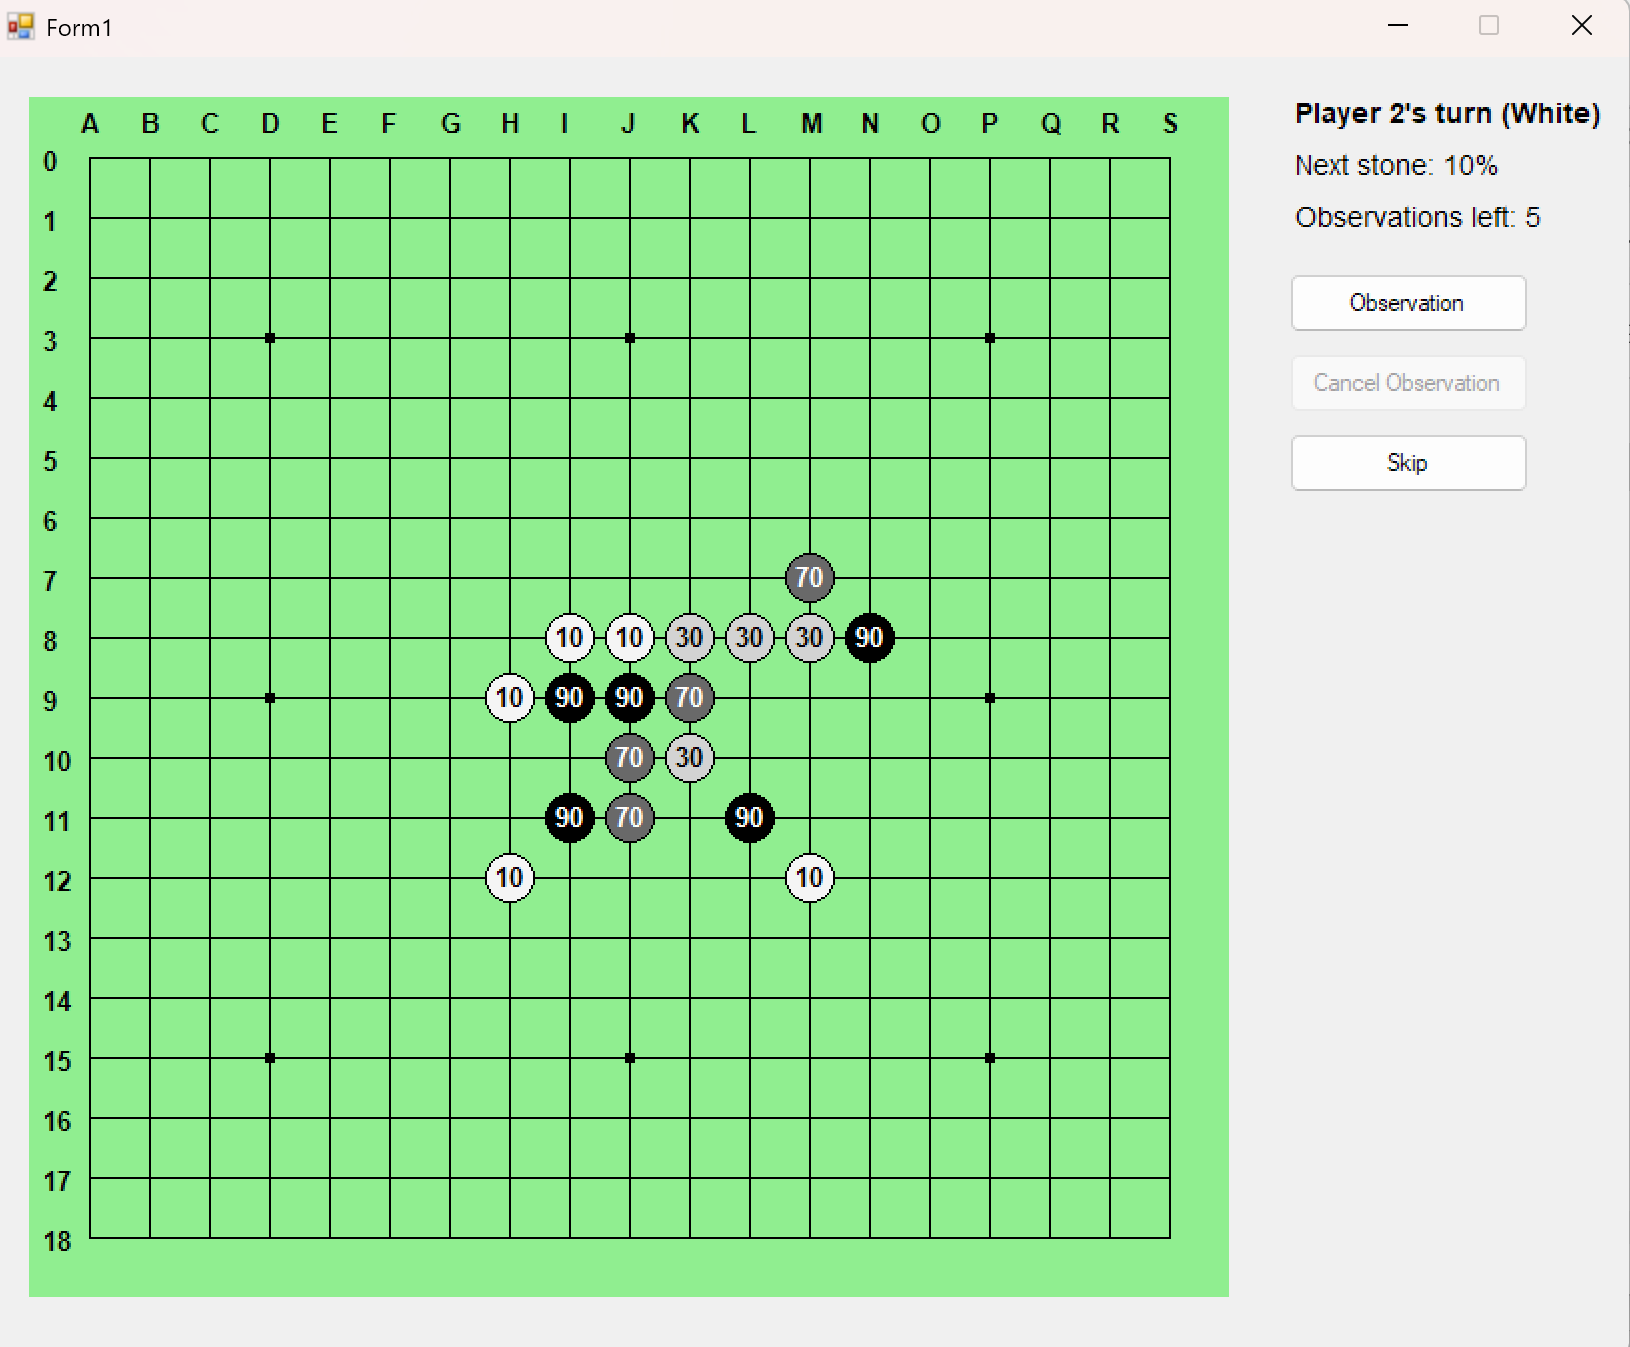 Form1
A B C D E F G H I J K L M N O P Q R S
Player 2's turn (White)
0
Next stone: 10%
1
Observations left: 5
2
Observation
3
Cancel Observation
4
5
Skip
6
7 70
8 10 10 30 30 30 90
9 10 90 90 70
10 70 30
11 90 70 90
12 10 10
13
14
15
16
17
18